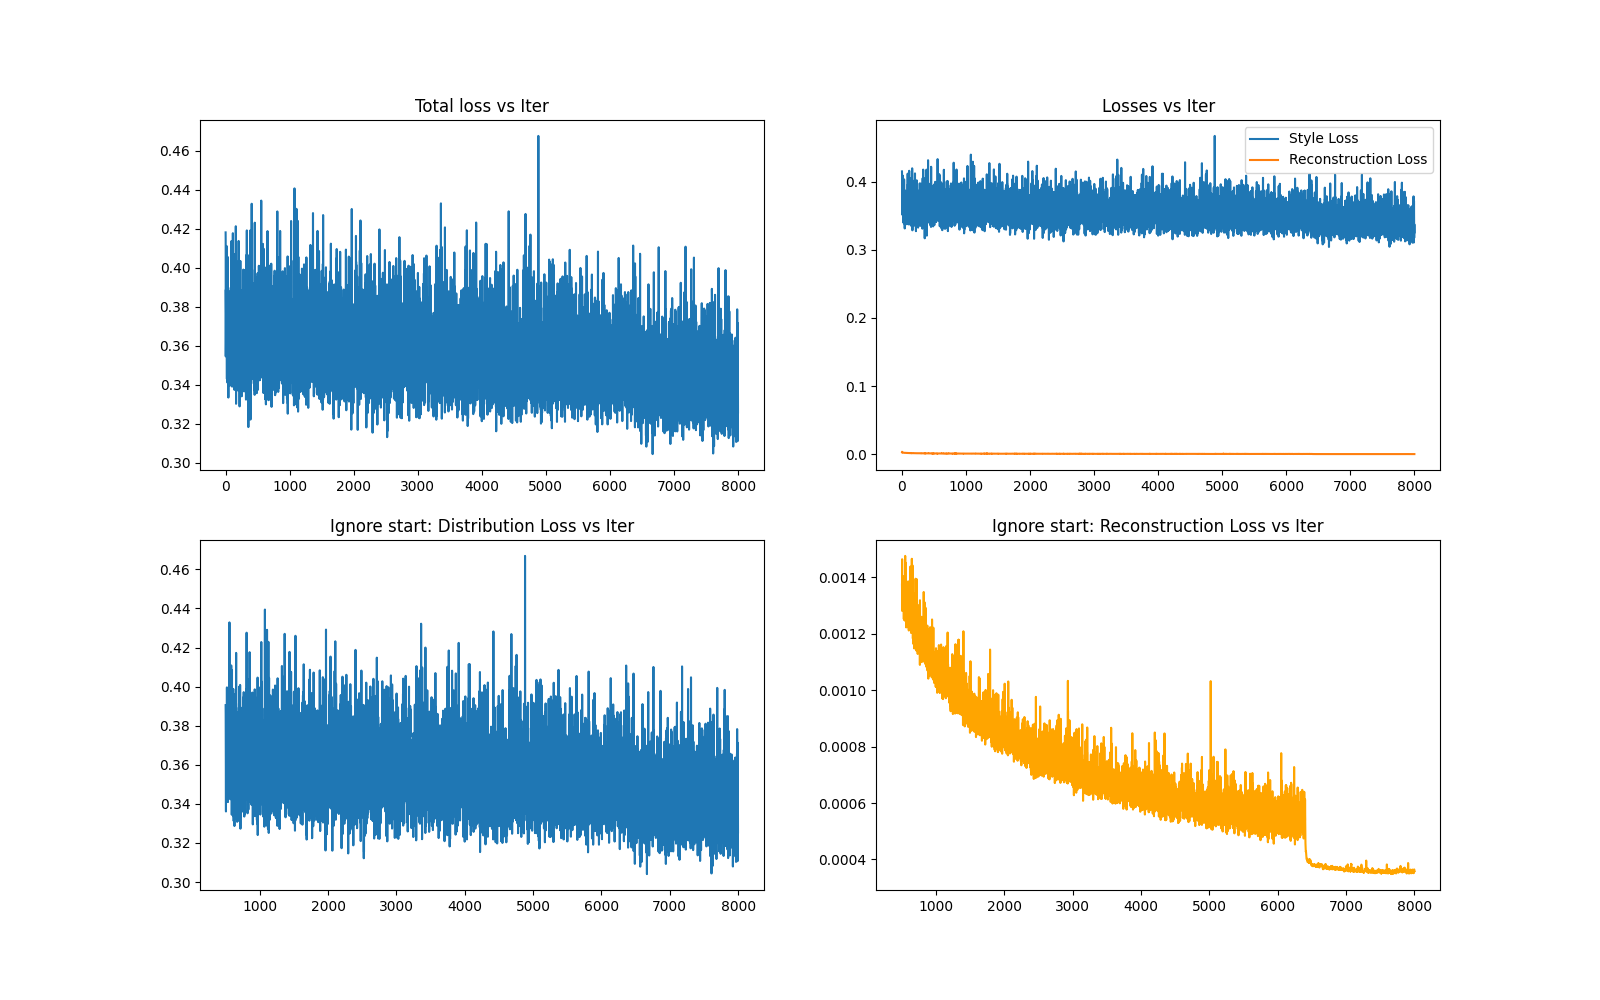 Total loss vs Iter
0.46
0.44
0.42
0.40
0.38
0.36
0.34
0.32
0.30
0 1000 2000 3000 4000 5000 6000 7000 8000
Losses vs Iter
Style Loss
Reconstruction Loss
0.4
0.3
0.2
0.1
0.0
0 1000 2000 3000 4000 5000 6000 7000 8000
Ignore start: Distribution Loss vs Iter
0.46
0.44
0.42
0.40
0.38
0.36
0.34
0.32
0.30
1000 2000 3000 4000 5000 6000 7000 8000
Ignore start: Reconstruction Loss vs Iter
0.0014
0.0012
0.0010
0.0008
0.0006
0.0004
1000 2000 3000 4000 5000 6000 7000 8000